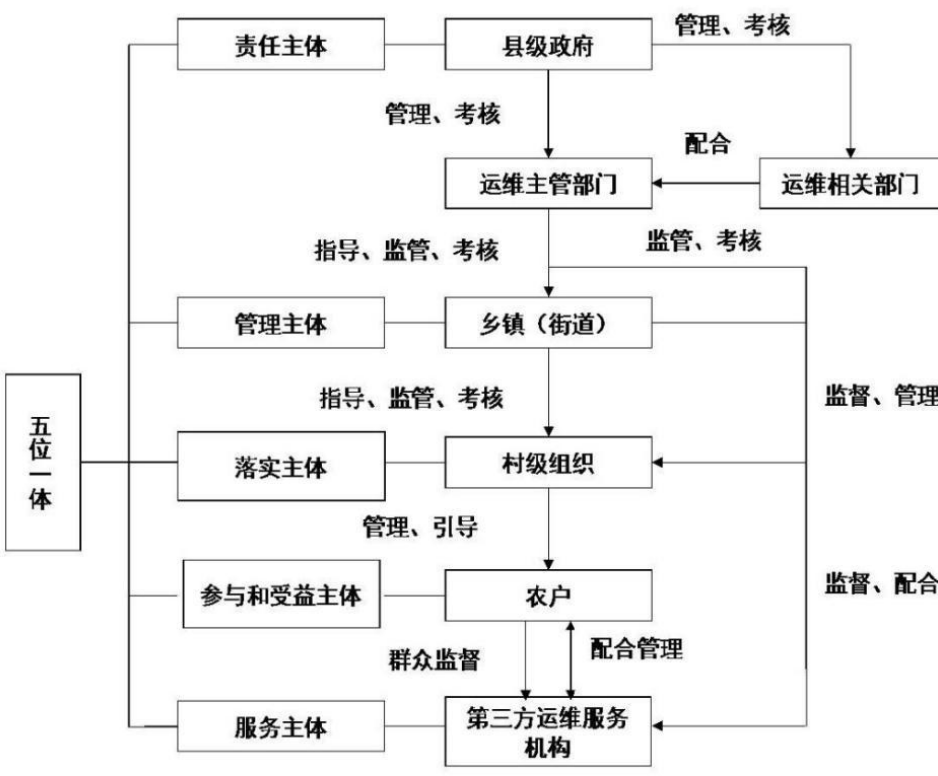 责任主体
县级政府
管理、考核
管理、考核
配合
运维主管部门
运维相关部门
指导、监管、考核
监管、考核
管理主体
乡镇（街道）
指导、监管、考核
监督、管理
五位一体
落实主体
村级组织
管理、引导
参与和受益主体
农户
监督、配合
群众监督
配合管理
服务主体
第三方运维服务
机构